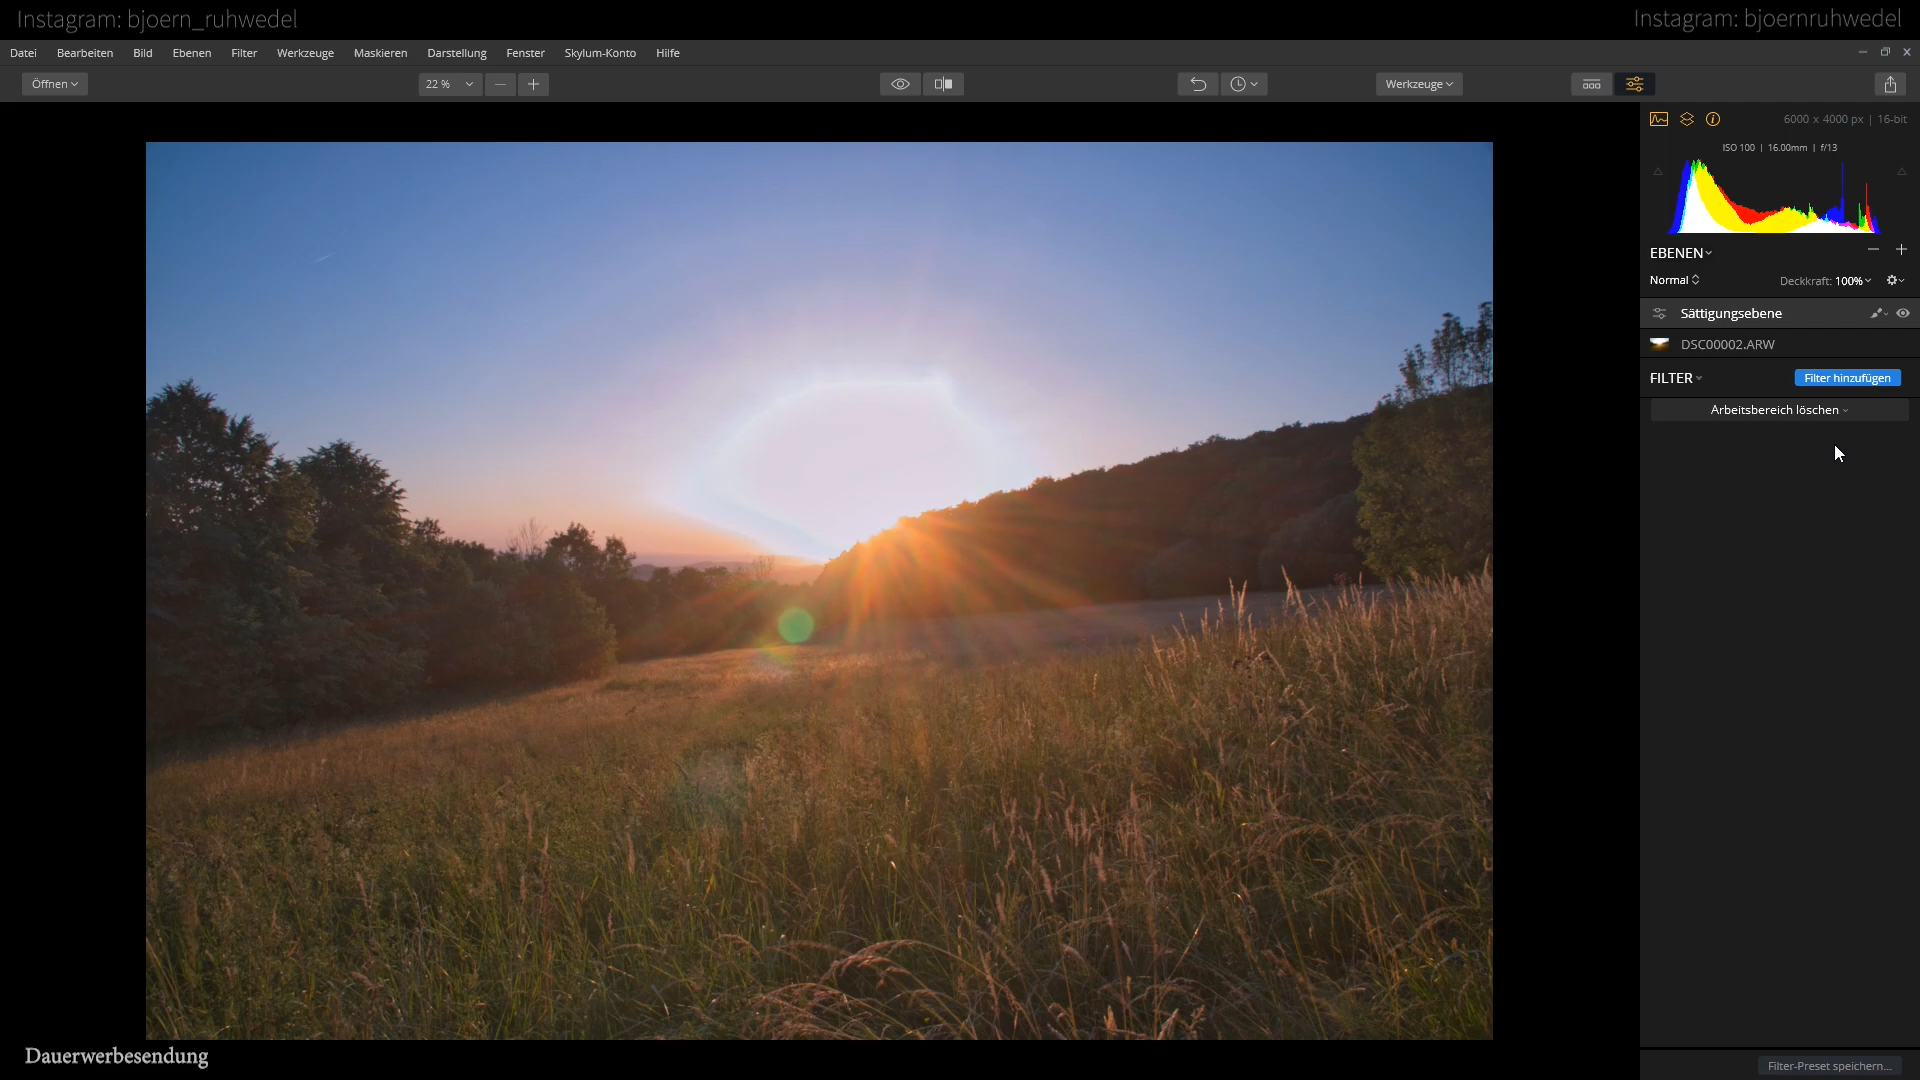 Instagram: bjoern_ruhwedel
Instagram: bjoernruhwedel
Datei Bearbeiten Bild Ebenen Filter Werkzeuge Maskieren Darstellung Fenster Skylum-Konto Hilfe
Öffnen 22 % Werkzeuge
6000 x 4000 px | 16-bit
ISO 100 | 16.00mm | f/13
EBENEN
Normal Deckkraft: 100%
Sättigungsebene
DSC00002.ARW
FILTER Filter hinzufügen
Arbeitsbereich löschen
Dauerwerbesendung
Filter-Preset speichern...